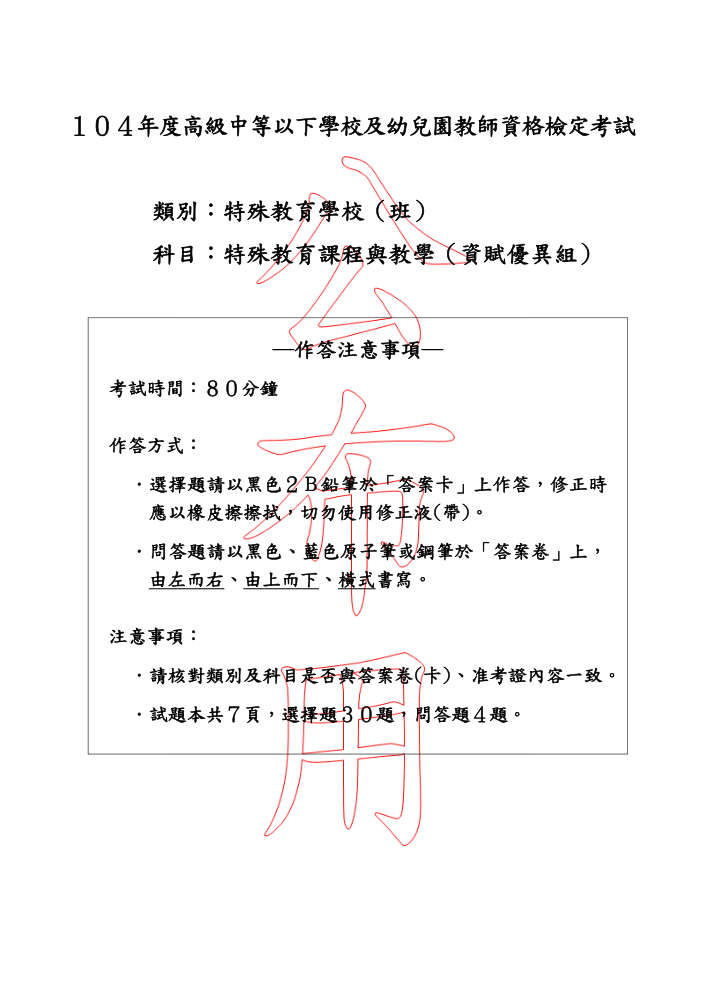 １０４年度高級中等以下學校及幼兒園教師資格檢定考試
類別：特殊教育學校（班）
科目：特殊教育課程與教學（資賦優異組）
—作答注意事項—
考試時間：８０分鐘
作答方式：
．選擇題請以黑色２Ｂ鉛筆於「答案卡」上作答，修正時
應以橡皮擦擦拭，切勿使用修正液(帶)。
．問答題請以黑色、藍色原子筆或鋼筆於「答案卷」上，
由左而右、由上而下、橫式書寫。
注意事項：
．請核對類別及科目是否與答案卷(卡)、准考證內容一致。
．試題本共７頁，選擇題３０題，問答題４題。
公布用